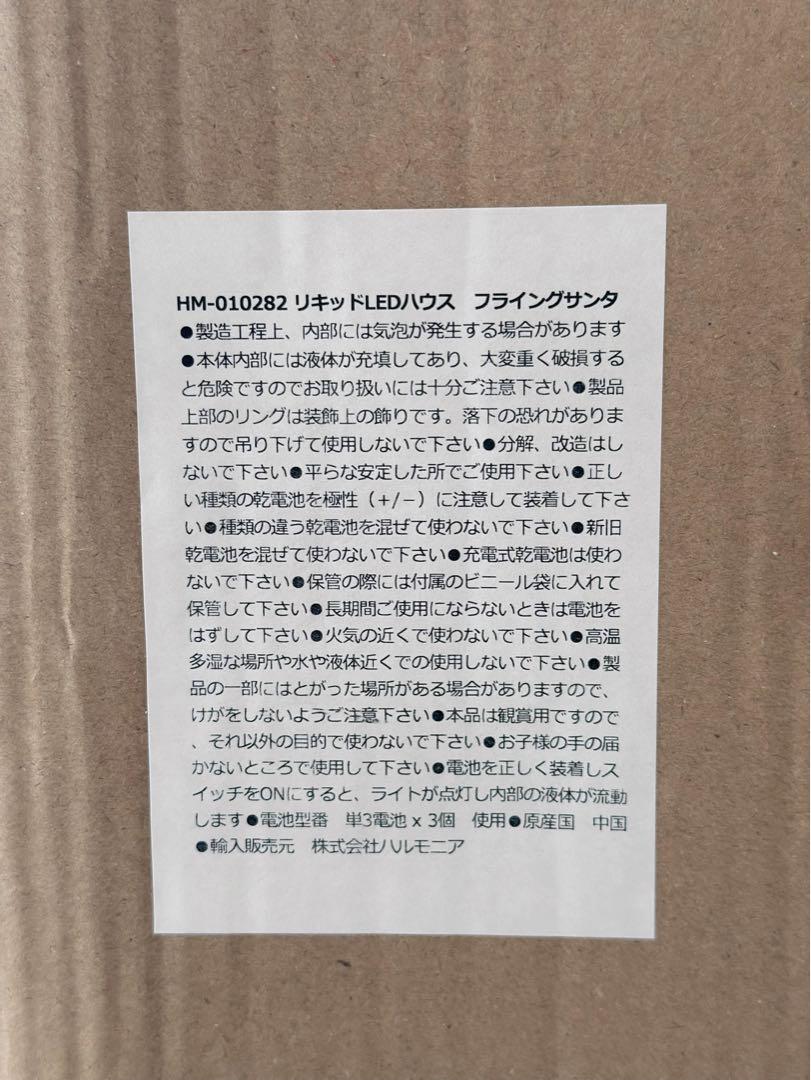 HM-010282 リキッドLEDハウス　フライングサンタ
●製造工程上、内部には気泡が発生する場合があります
●本体内部には液体が充填してあり、大変重く破損する
と危険ですのでお取り扱いには十分ご注意下さい●製品
上部のリングは装飾上の飾りです。落下の恐れがありま
すので吊り下げて使用しないで下さい●分解、改造はし
ないで下さい●平らな安定した所でご使用下さい●正し
い種類の乾電池を極性（+/−）に注意して装着して下さ
い●種類の違う乾電池を混ぜて使わないで下さい●新旧
乾電池を混ぜて使わないで下さい●充電式乾電池は使わ
ないで下さい●保管の際には付属のビニール袋に入れて
保管して下さい●長期間ご使用にならないときは電池を
はずして下さい●火気の近くで使わないで下さい●高温
多湿な場所や水や液体近くでの使用しないで下さい●製
品の一部にはとがった場所がある場合がありますので、
けがをしないようご注意下さい●本品は観賞用ですので
、それ以外の目的で使わないで下さい●お子様の手の届
かないところで使用して下さい●電池を正しく装着しス
イッチをONにすると、ライトが点灯し内部の液体が流動
します●電池型番　単3電池 x 3個　使用●原産国　中国
●輸入販売元　株式会社ハルモニア